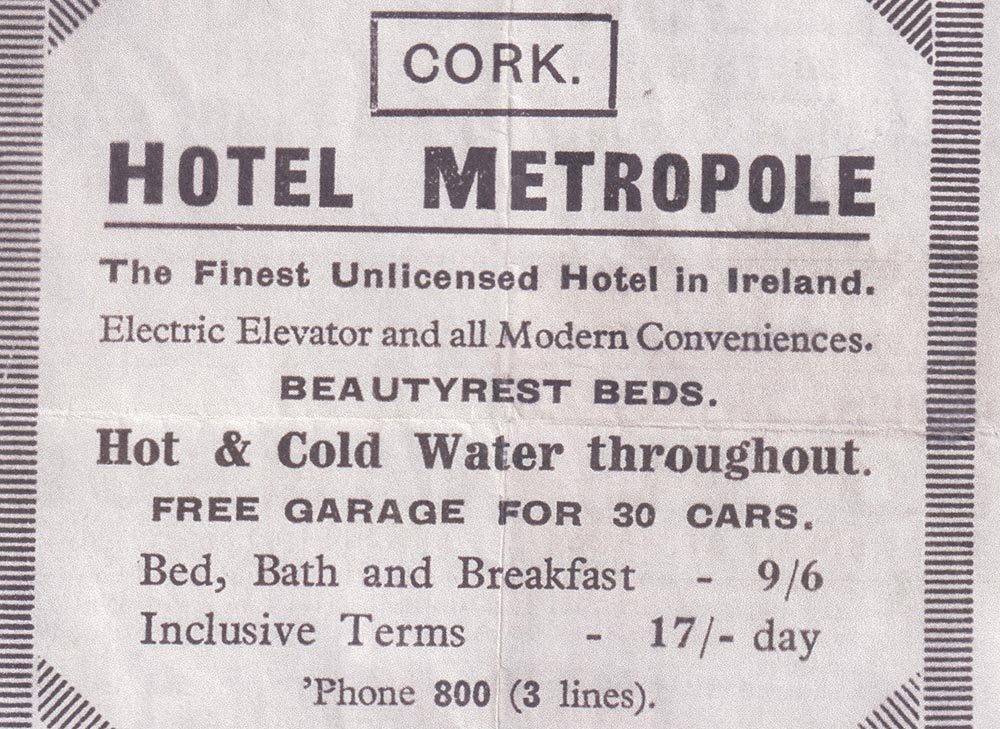 CORK.
HOTEL METROPOLE
The Finest Unlicensed Hotel in Ireland.
Electric Elevator and all Modern Conveniences.
BEAUTYREST BEDS.
Hot & Cold Water throughout.
FREE GARAGE FOR 30 CARS.
Bed, Bath and Breakfast - 9/6
Inclusive Terms - 17/- day
'Phone 800 (3 lines).